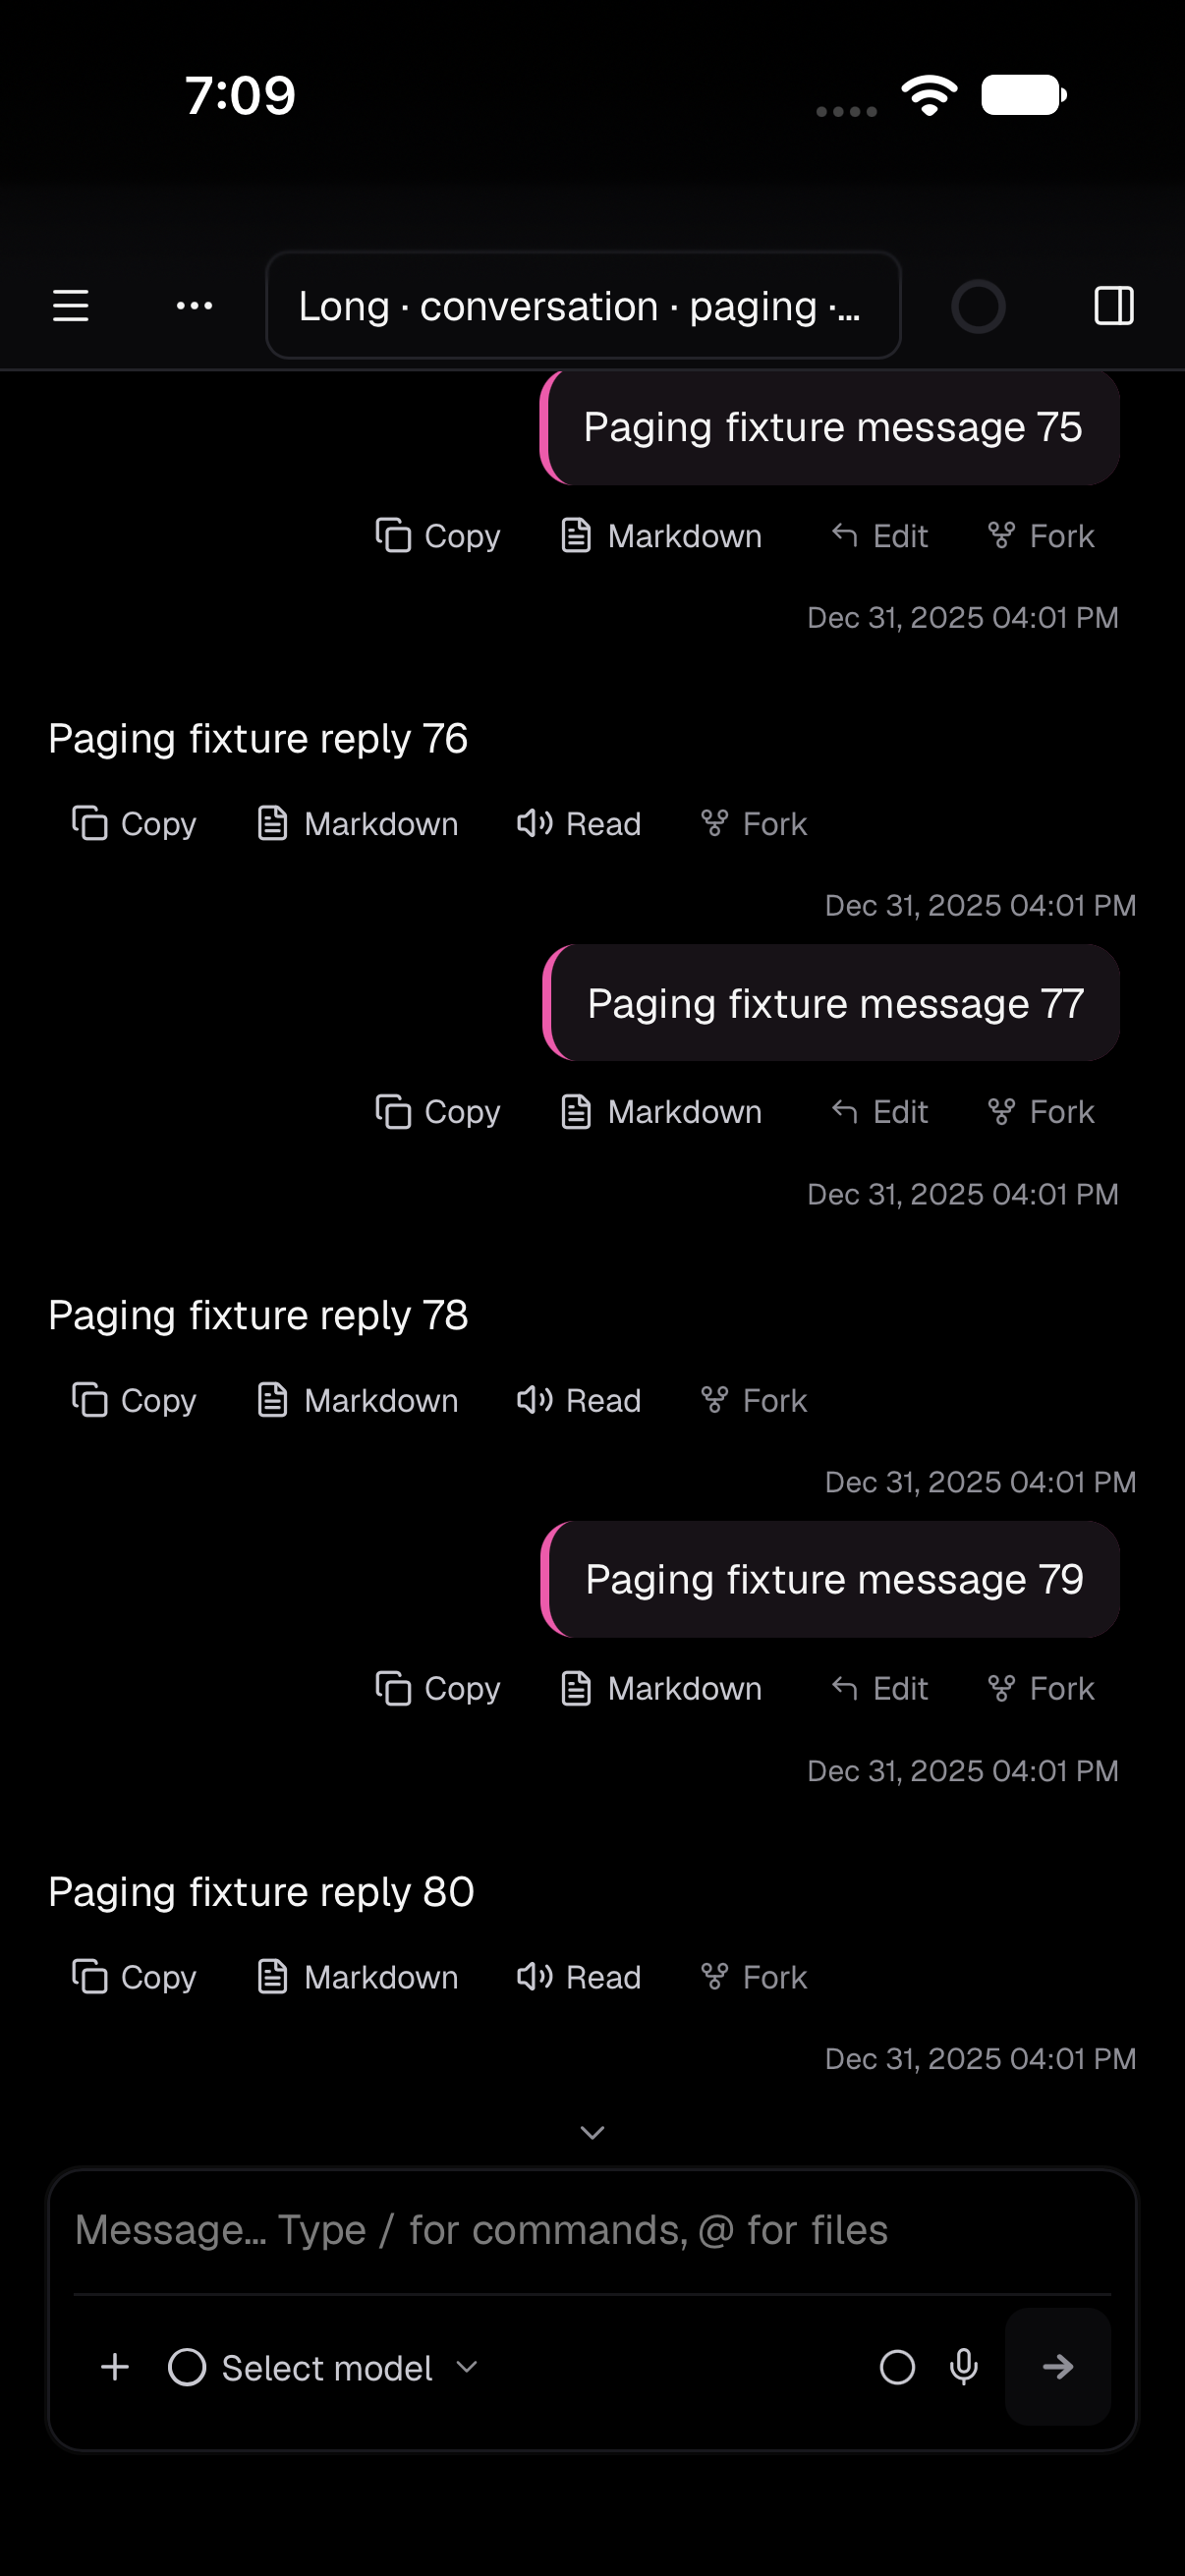 7:09
Long · conversation · paging ·...
Paging fixture message 75
Copy Markdown Edit Fork
Dec 31, 2025 04:01 PM
Paging fixture reply 76
Copy Markdown Read Fork
Dec 31, 2025 04:01 PM
Paging fixture message 77
Copy Markdown Edit Fork
Dec 31, 2025 04:01 PM
Paging fixture reply 78
Copy Markdown Read Fork
Dec 31, 2025 04:01 PM
Paging fixture message 79
Copy Markdown Edit Fork
Dec 31, 2025 04:01 PM
Paging fixture reply 80
Copy Markdown Read Fork
Dec 31, 2025 04:01 PM
Message... Type / for commands, @ for files
Select model